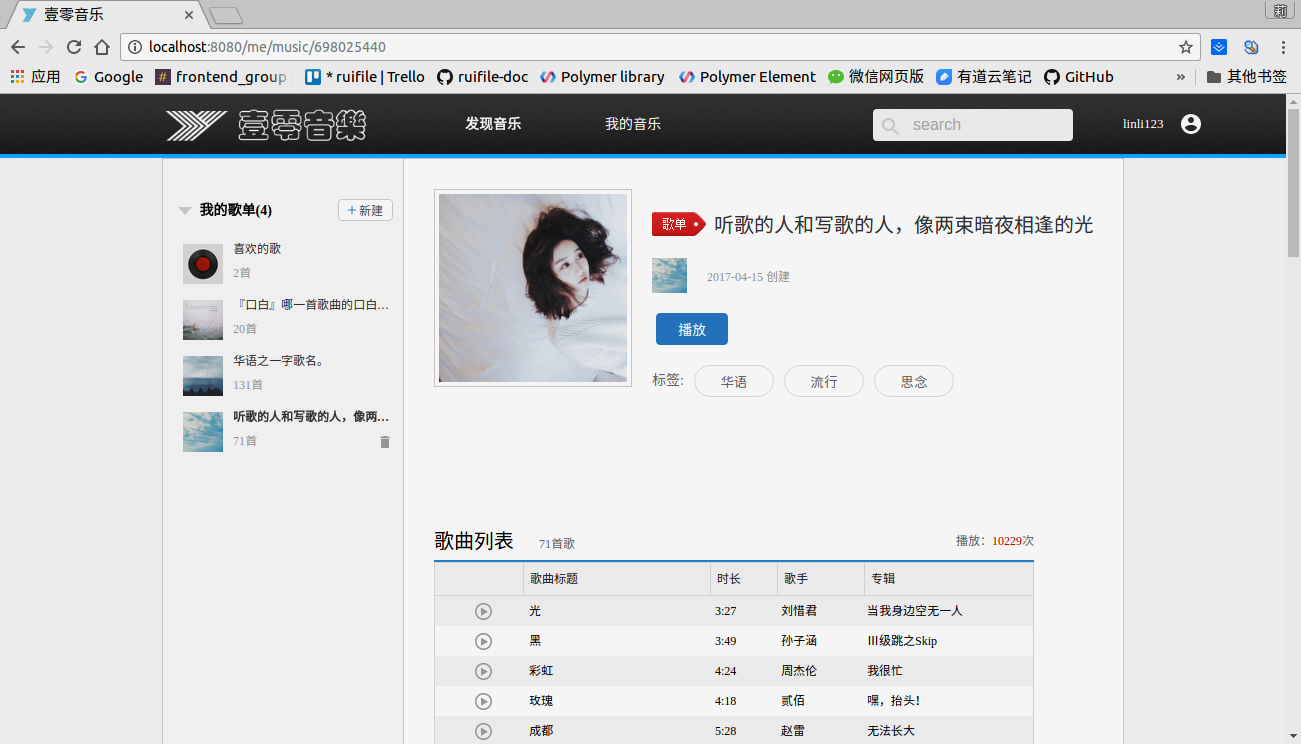 壹零音乐
莉
localhost:8080/me/music/698025440
应用 Google frontend_group * ruifile | Trello ruifile-doc Polymer library Polymer Element 微信网页版 有道云笔记 GitHub » 其他书签
壹零音樂 发现音乐 我的音乐 search linli123
我的歌单(4) + 新建
喜欢的歌
2首
『口白』哪一首歌曲的口白…
20首
华语之一字歌名。
131首
听歌的人和写歌的人，像两…
71首
歌单 听歌的人和写歌的人，像两束暗夜相逢的光
2017-04-15 创建
播放
标签: 华语 流行 思念
歌曲列表 71首歌 播放：10229次
歌曲标题 时长 歌手 专辑
光 3:27 刘惜君 当我身边空无一人
黑 3:49 孙子涵 III级跳之Skip
彩虹 4:24 周杰伦 我很忙
玫瑰 4:18 贰佰 嘿，抬头！
成都 5:28 赵雷 无法长大